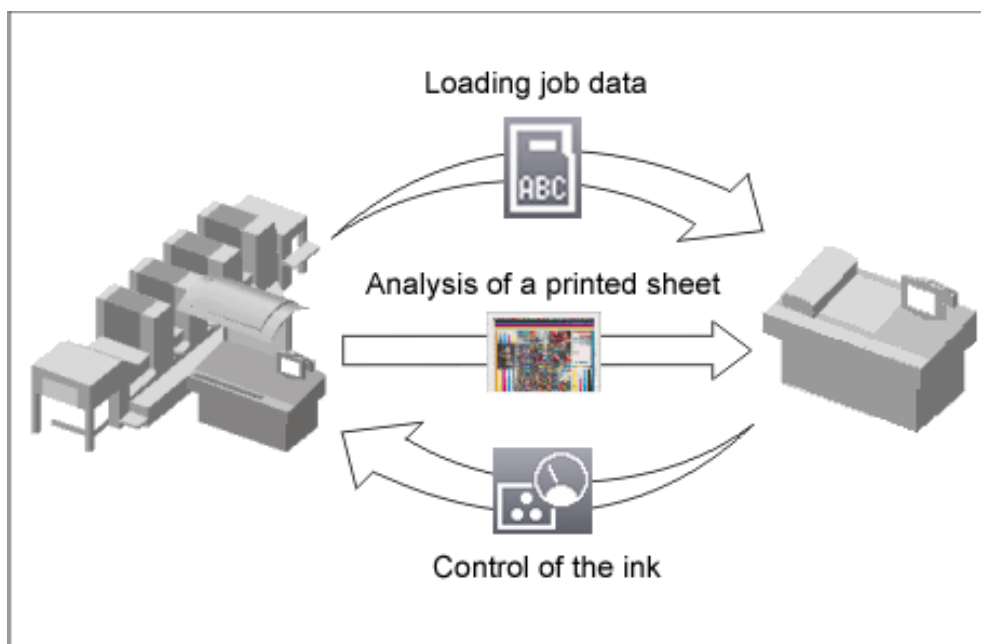 Loading job data
ABC
Analysis of a printed sheet
Control of the ink